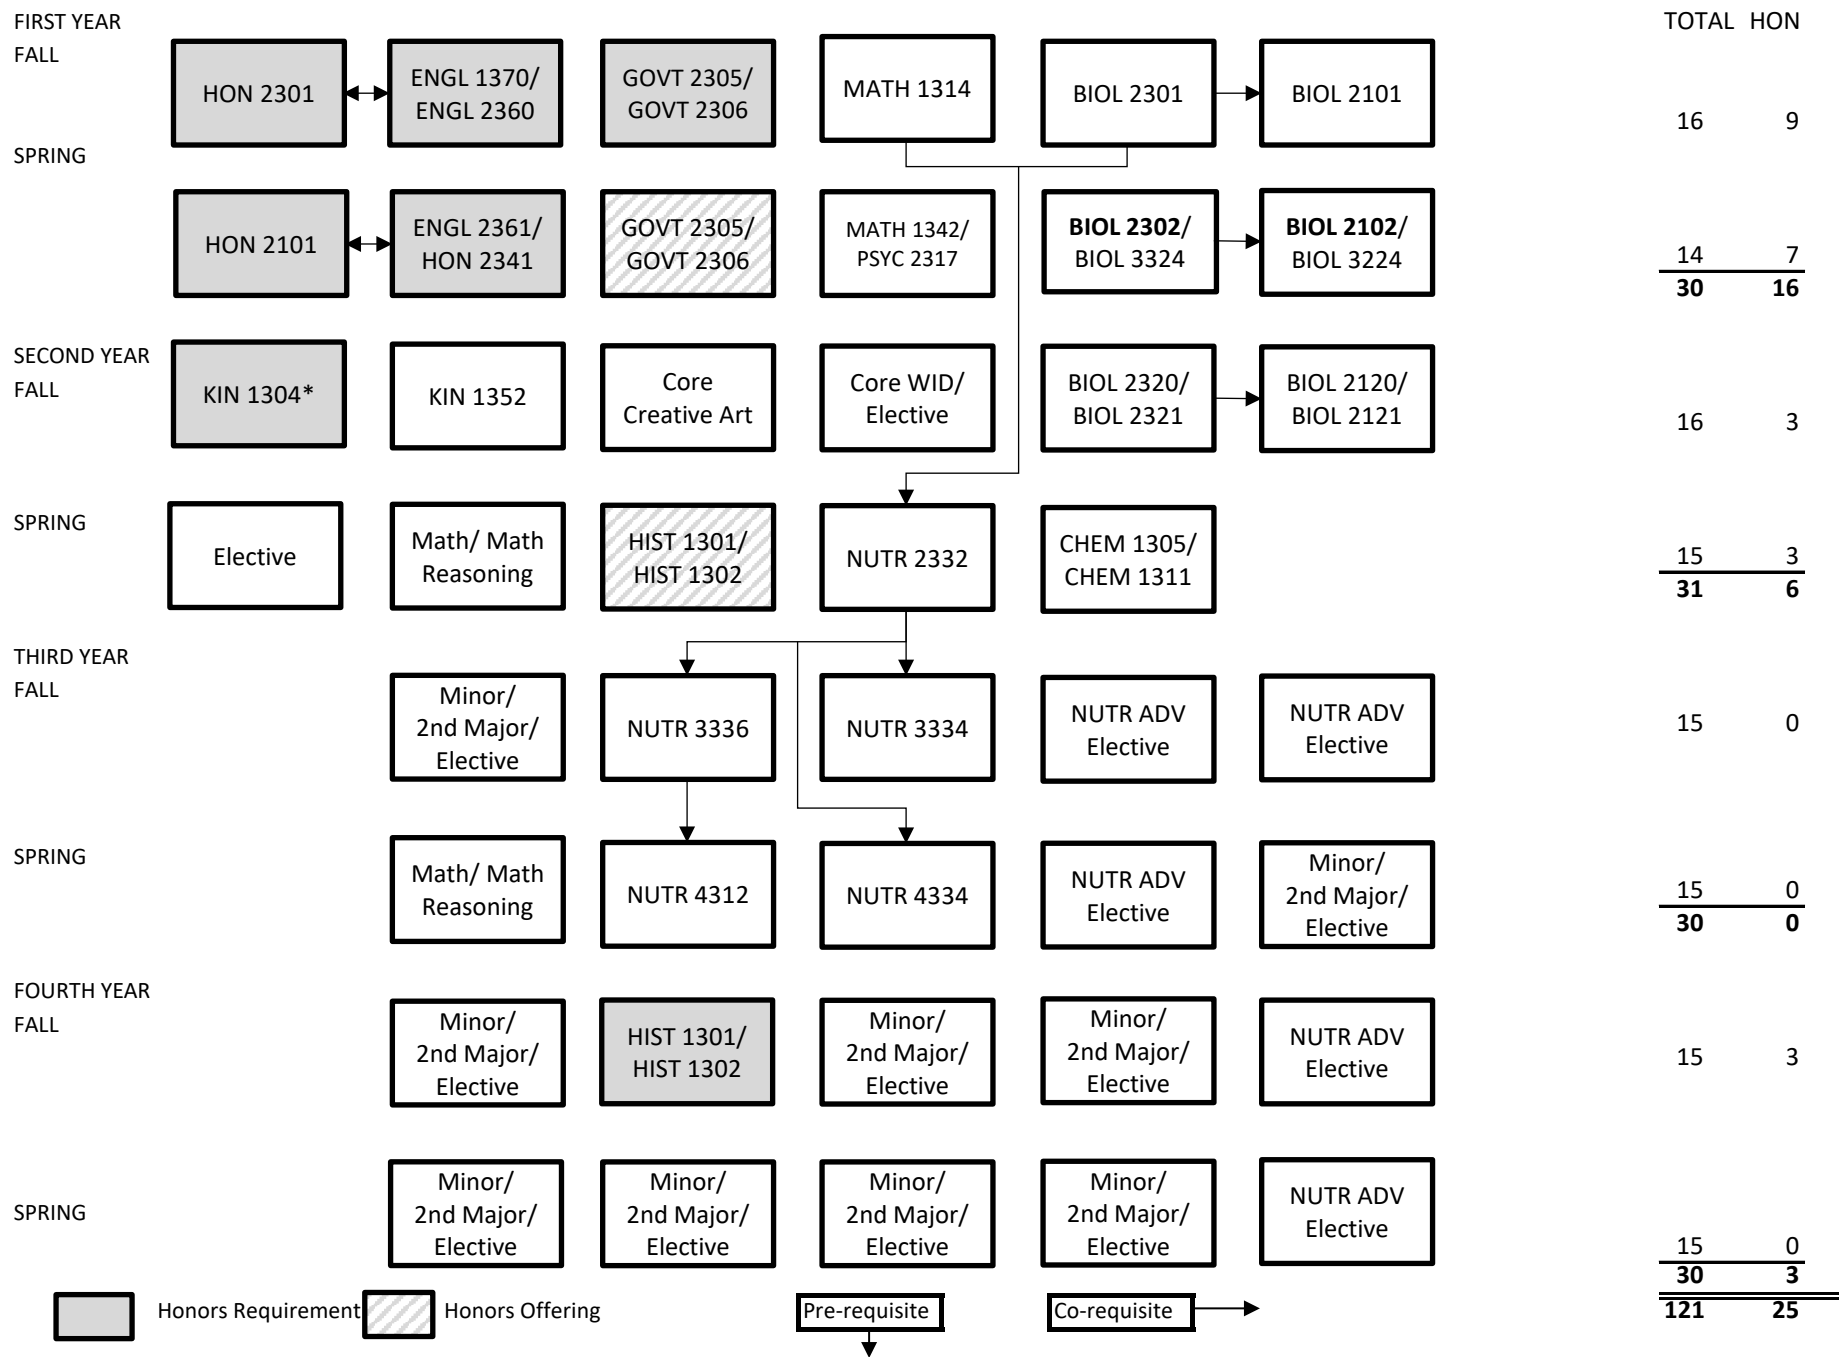 FIRST YEAR
TOTAL HON
FALL
HON 2301
ENGL 1370/
ENGL 2360
GOVT 2305/
GOVT 2306
MATH 1314
BIOL 2301
BIOL 2101
16 9
SPRING
HON 2101
ENGL 2361/
HON 2341
GOVT 2305/
GOVT 2306
MATH 1342/
PSYC 2317
BIOL 2302/
BIOL 3324
BIOL 2102/
BIOL 3224
14 7
30 16
SECOND YEAR
FALL
KIN 1304*
KIN 1352
Core
Creative Art
Core WID/
Elective
BIOL 2320/
BIOL 2321
BIOL 2120/
BIOL 2121
16 3
SPRING
Elective
Math/ Math
Reasoning
HIST 1301/
HIST 1302
NUTR 2332
CHEM 1305/
CHEM 1311
15 3
31 6
THIRD YEAR
FALL
Minor/
2nd Major/
Elective
NUTR 3336
NUTR 3334
NUTR ADV
Elective
NUTR ADV
Elective
15 0
SPRING
Math/ Math
Reasoning
NUTR 4312
NUTR 4334
NUTR ADV
Elective
Minor/
2nd Major/
Elective
15 0
30 0
FOURTH YEAR
FALL
Minor/
2nd Major/
Elective
HIST 1301/
HIST 1302
Minor/
2nd Major/
Elective
Minor/
2nd Major/
Elective
NUTR ADV
Elective
15 3
SPRING
Minor/
2nd Major/
Elective
Minor/
2nd Major/
Elective
Minor/
2nd Major/
Elective
Minor/
2nd Major/
Elective
NUTR ADV
Elective
15 0
30 3
121 25
Honors Requirement
Honors Offering
Pre-requisite
Co-requisite